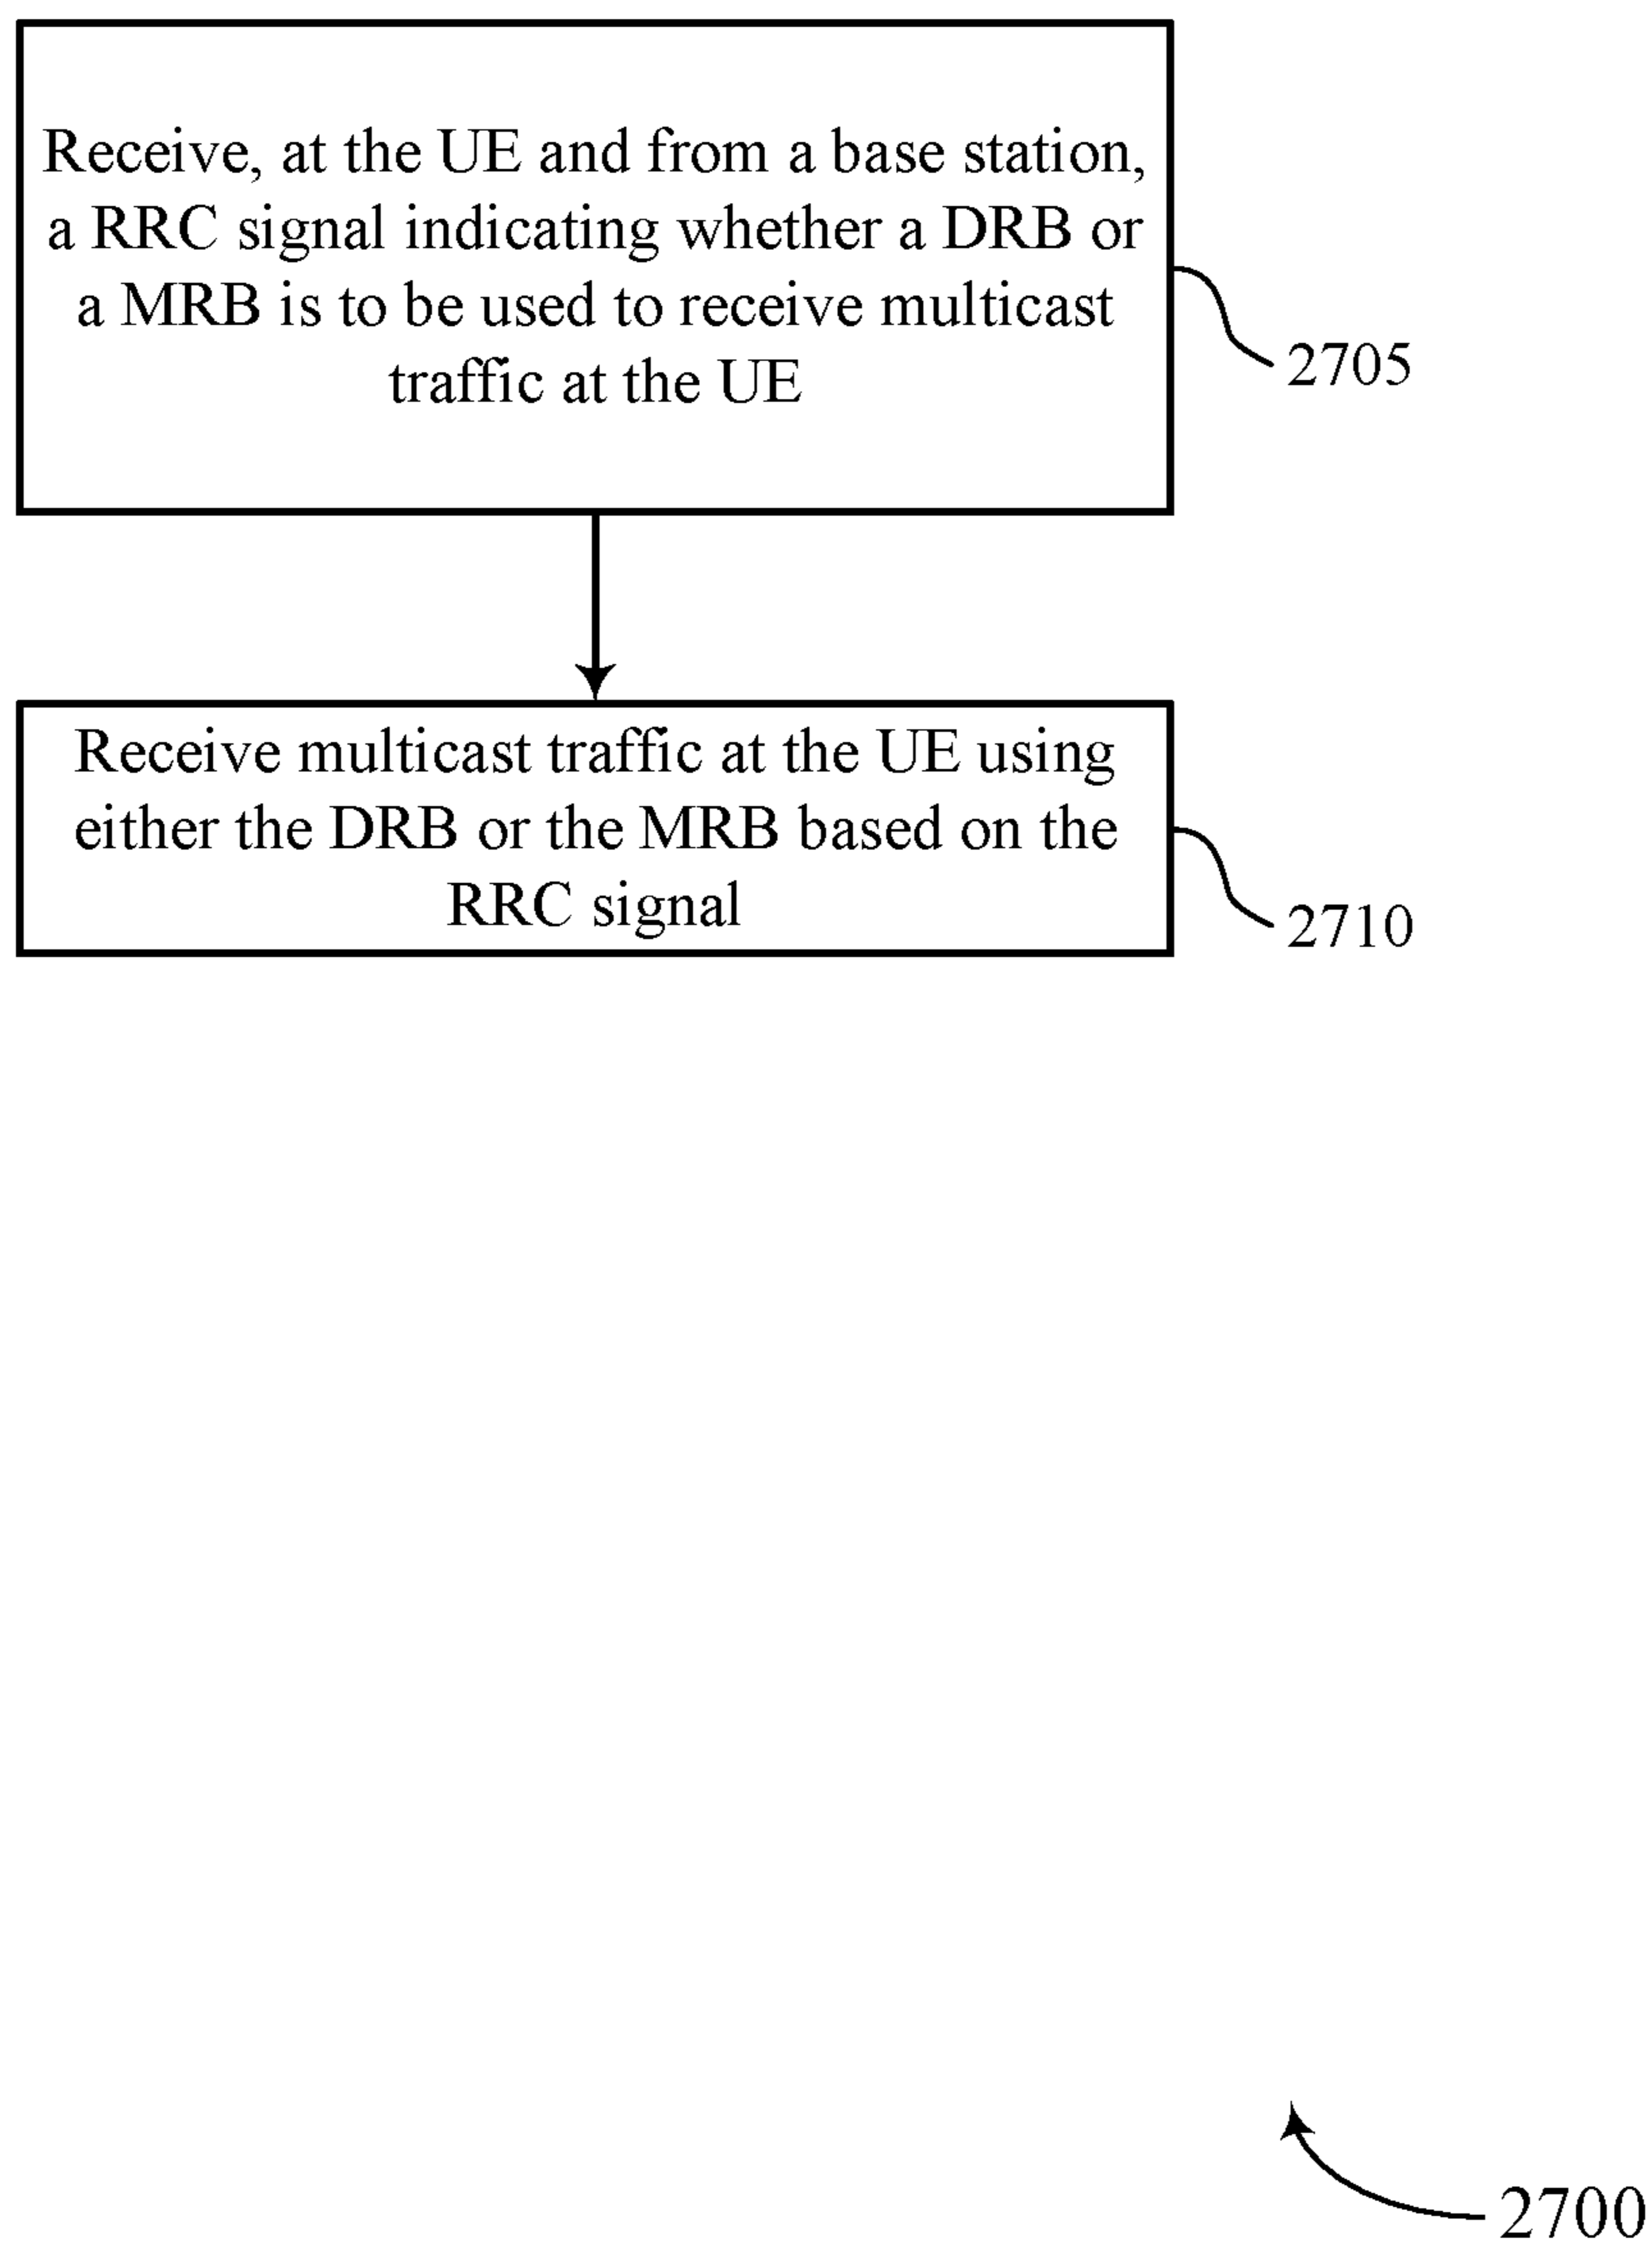 Receive, at the UE and from a base station,
a RRC signal indicating whether a DRB or
a MRB is to be used to receive multicast
traffic at the UE
2705
Receive multicast traffic at the UE using
either the DRB or the MRB based on the
RRC signal
2710
2700